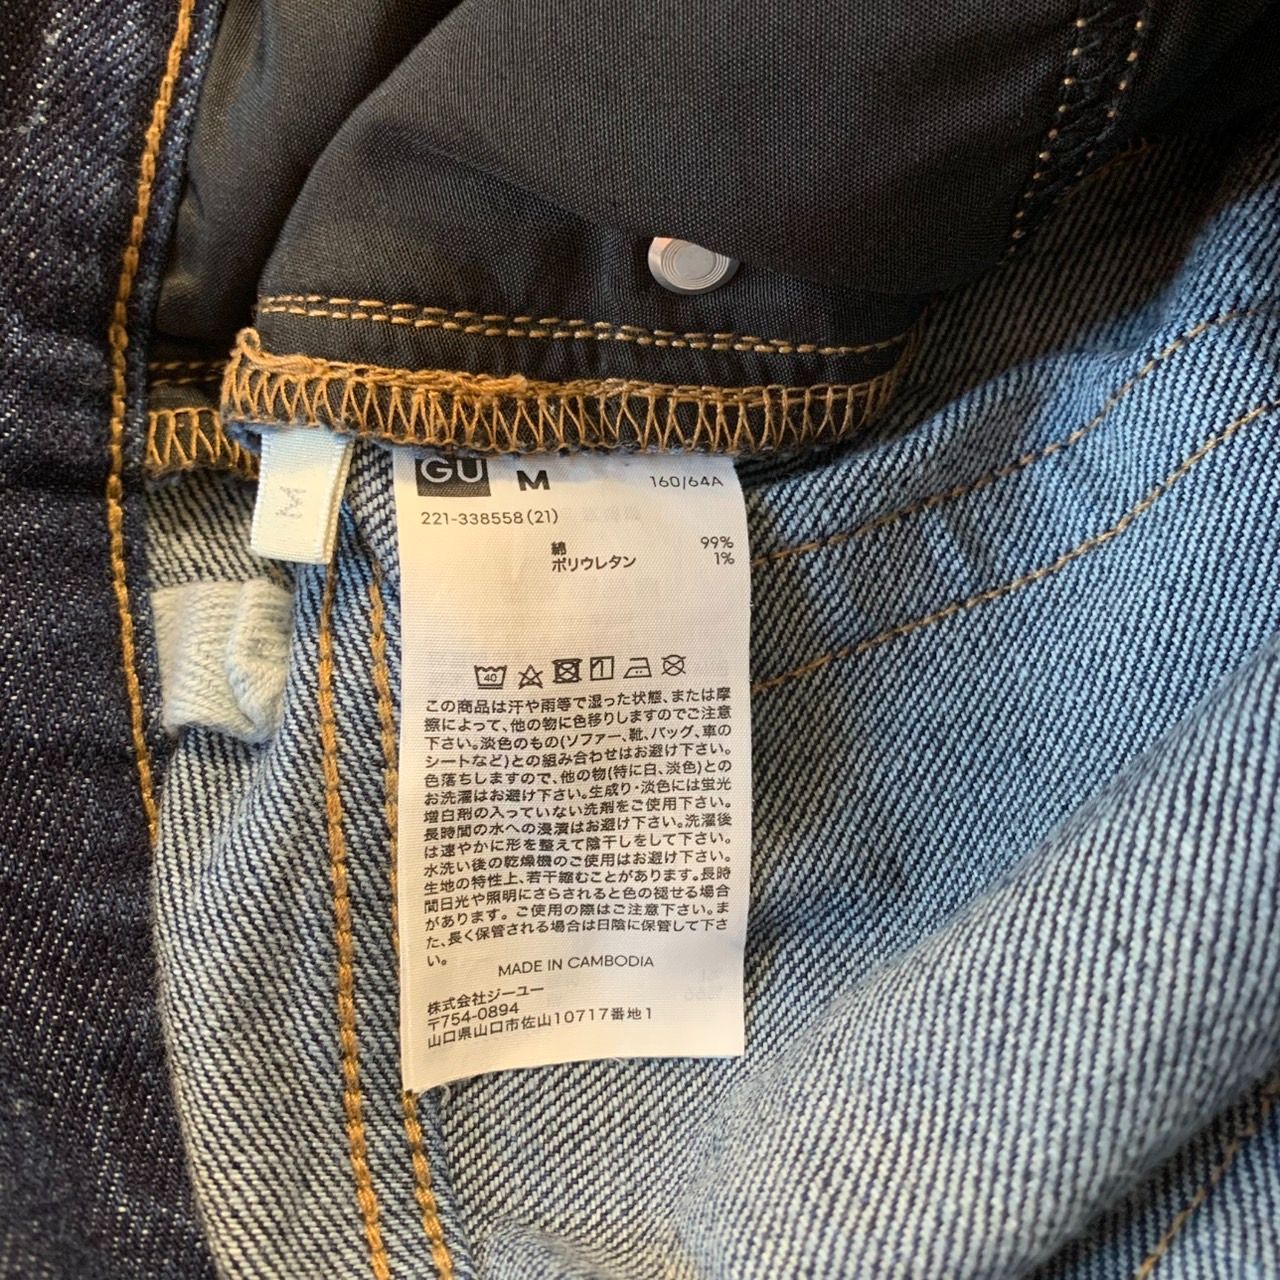 GU M 160/64A
221-338558(21)
綿 99%
ポリウレタン 1%
M
40
この商品は汗や雨等で湿った状態、または摩
擦によって、他の物に色移りしますのでご注意
下さい。淡色のもの(ソファー、靴、バッグ、車の
シートなど)との組み合わせはお避け下さい。
色落ちしますので、他の物(特に白、淡色)との
お洗濯はお避け下さい。生成り・淡色には蛍光
増白剤の入っていない洗剤をご使用下さい。
長時間の水への浸漬はお避け下さい。洗濯後
は速やかに形を整えて陰干しをして下さい。
水洗い後の乾燥機のご使用はお避け下さい。
生地の特性上、若干縮むことがあります。長時
間日光や照明にさらされると色の褪せる場合
があります。ご使用の際はご注意下さい。ま
た、長く保管される場合は日陰に保管して下さ
い。
MADE IN CAMBODIA
株式会社ジーユー
〒754-0894
山口県山口市佐山10717番地1